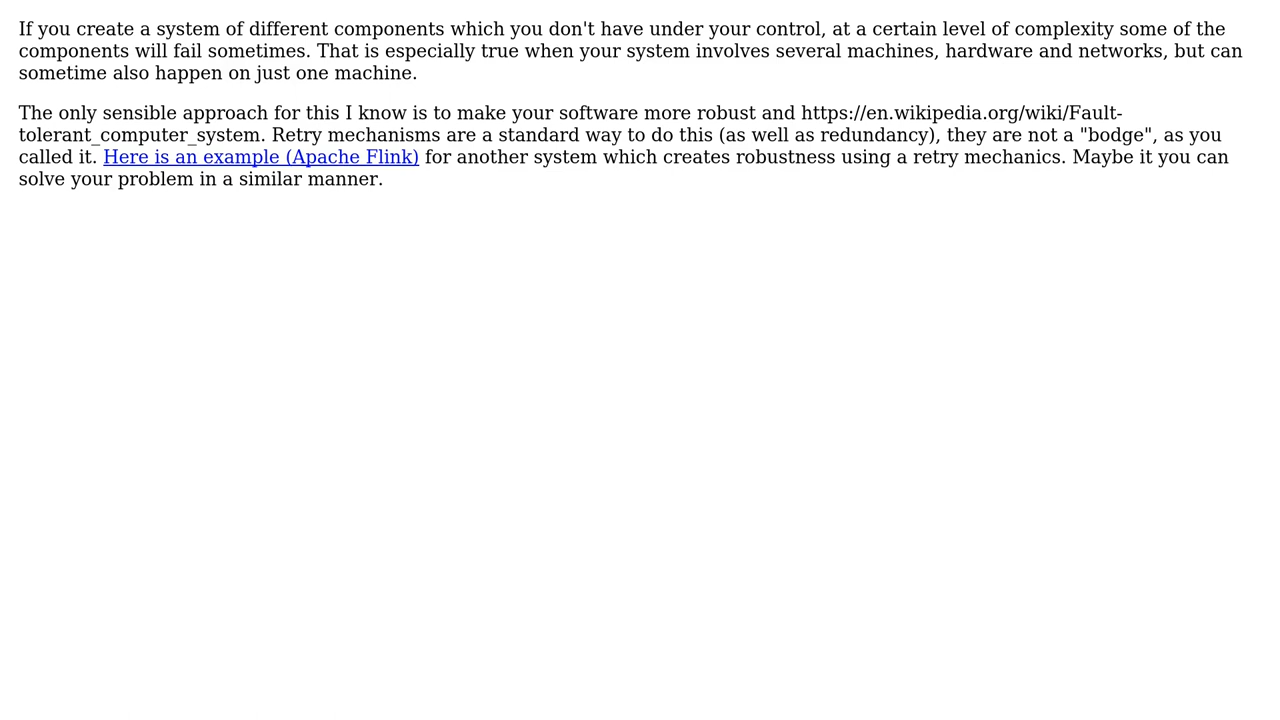 If you create a system of different components which you don't have under your control, at a certain level of complexity some of the
components will fail sometimes. That is especially true when your system involves several machines, hardware and networks, but can
sometime also happen on just one machine.
The only sensible approach for this I know is to make your software more robust and https://en.wikipedia.org/wiki/Fault-
tolerant_computer_system. Retry mechanisms are a standard way to do this (as well as redundancy), they are not a "bodge", as you
called it. Here is an example (Apache Flink) for another system which creates robustness using a retry mechanics. Maybe it you can
solve your problem in a similar manner.